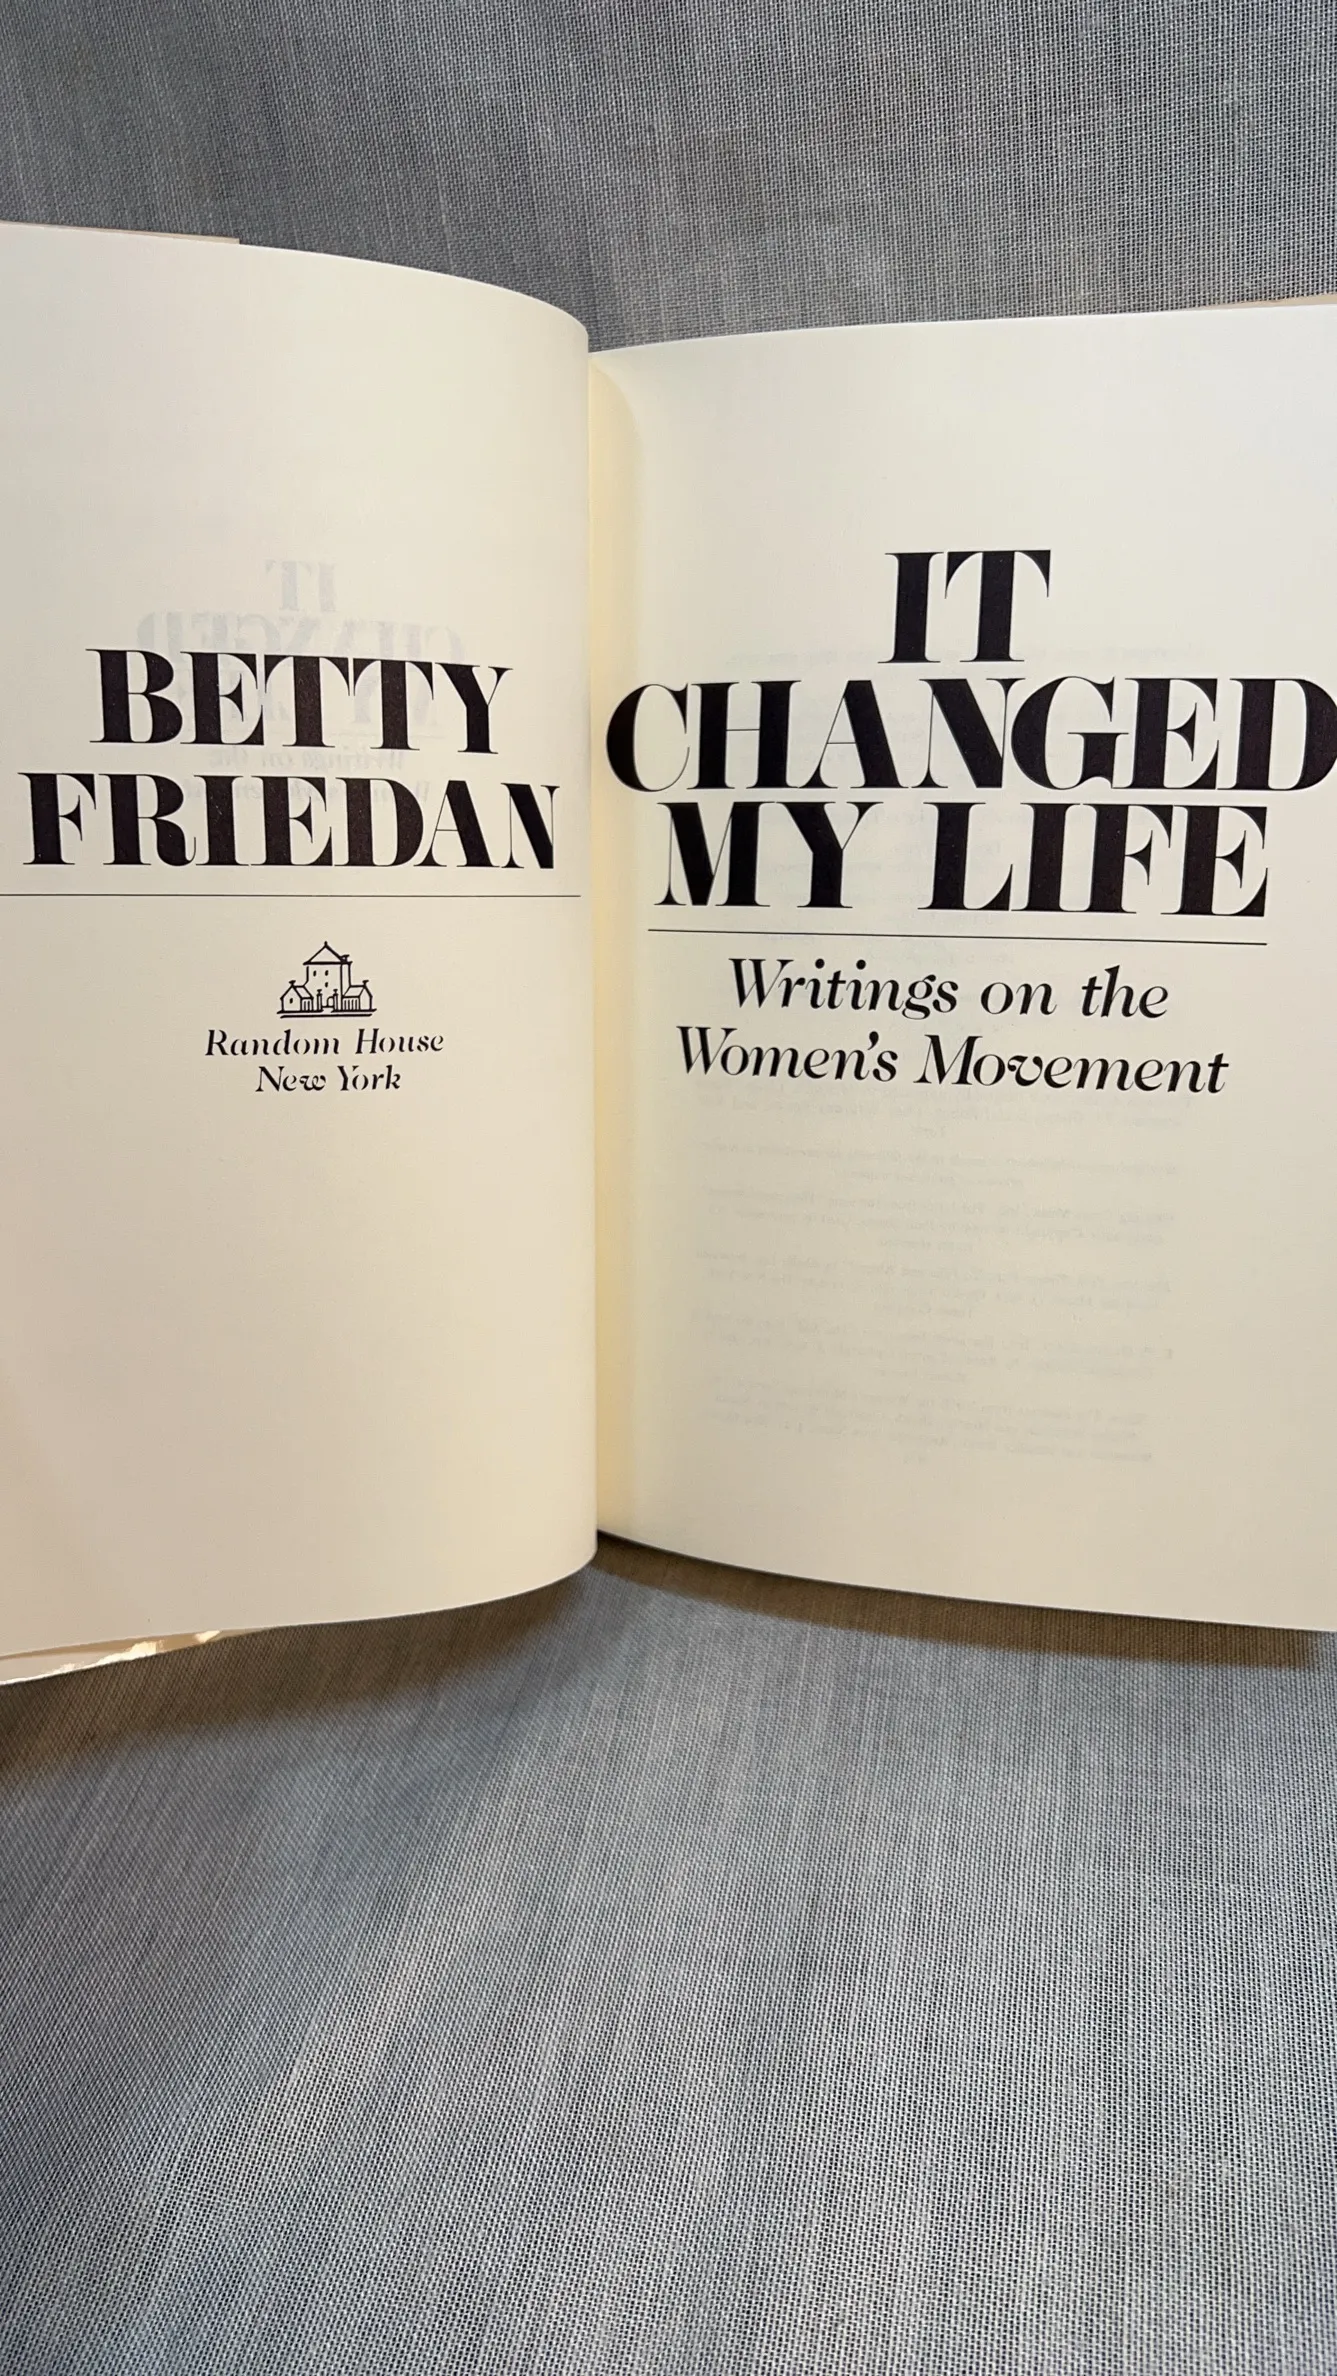 BETTY
FRIEDAN
Random House
New York
IT
CHANGED
MY LIFE
Writings on the
Women's Movement